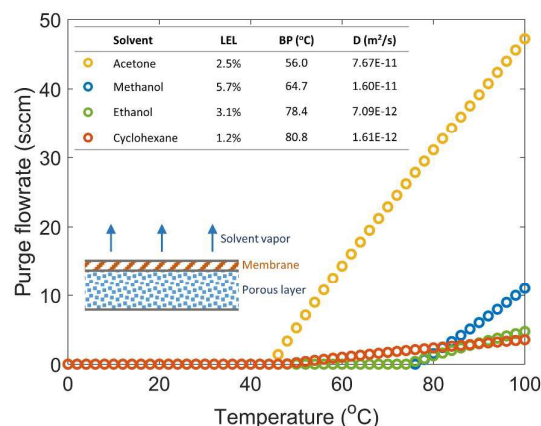 Solvent LEL BP (°C) D (m²/s)
Acetone 2.5% 56.0 7.67E-11
Methanol 5.7% 64.7 1.60E-11
Ethanol 3.1% 78.4 7.09E-12
Cyclohexane 1.2% 80.8 1.61E-12
Purge flowrate (sccm)
50
40
30
20
10
0
Solvent vapor
Membrane
Porous layer
0 20 40 60 80 100
Temperature (°C)